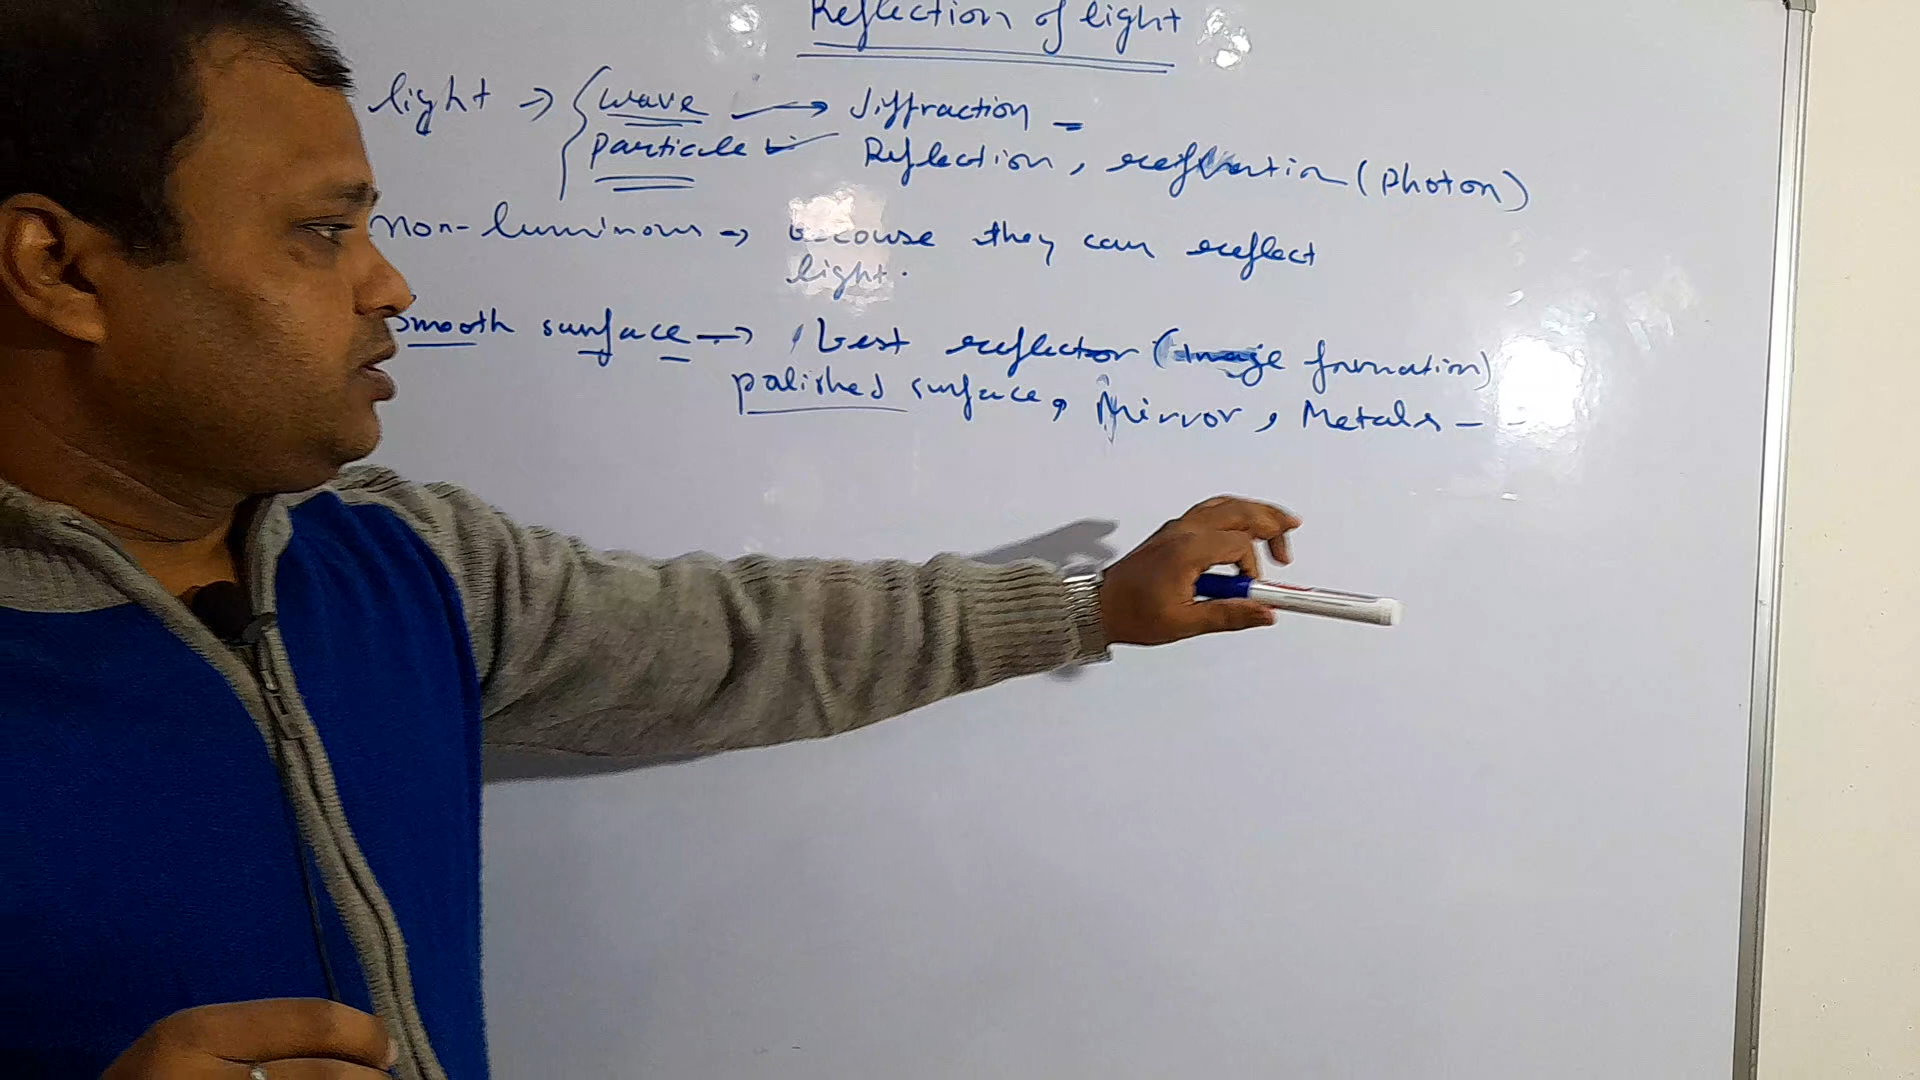 Reflection of light
light → { wave → diffraction -
particle Reflection, (photon)
non-luminous → because they can reflect
light.
Smooth surface → best reflector (Image formation)
polished surface, Mirror, Metals - -